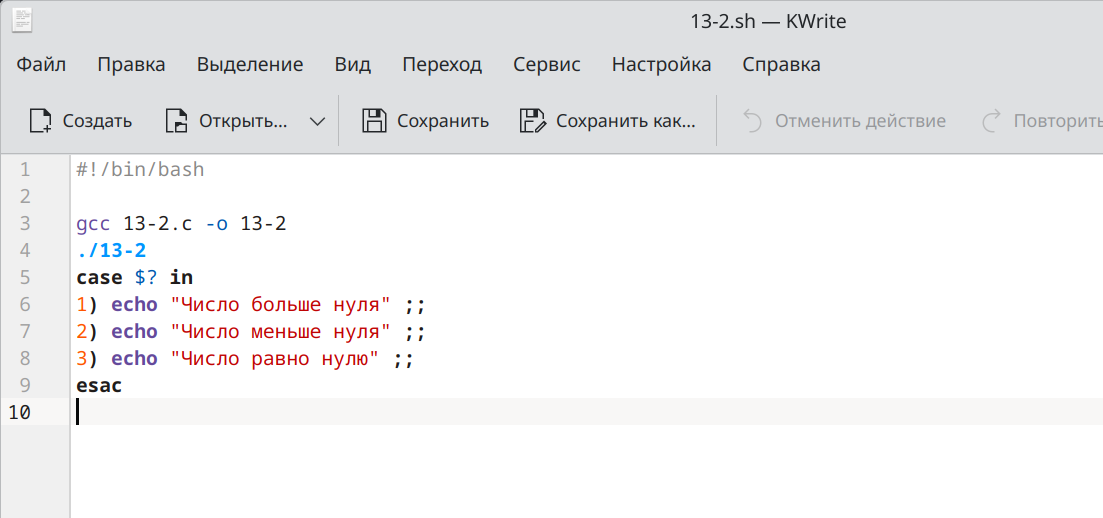 13-2.sh — KWrite
Файл Правка Выделение Вид Переход Сервис Настройка Справка
Создать Открыть... Сохранить Сохранить как... Отменить действие Повторить
1 #!/bin/bash
2
3 gcc 13-2.c -o 13-2
4 ./13-2
5 case $? in
6 1) echo "Число больше нуля" ;;
7 2) echo "Число меньше нуля" ;;
8 3) echo "Число равно нулю" ;;
9 esac
10